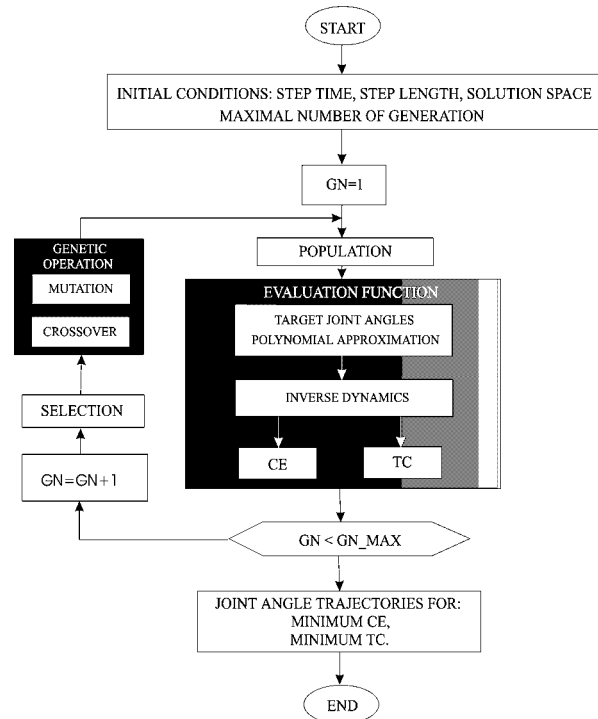 START
INITIAL CONDITIONS: STEP TIME, STEP LENGTH, SOLUTION SPACE
MAXIMAL NUMBER OF GENERATION
GN=1
GENETIC
OPERATION
MUTATION
CROSSOVER
POPULATION
EVALUATION FUNCTION
TARGET JOINT ANGLES
POLYNOMIAL APPROXIMATION
INVERSE DYNAMICS
CE
TC
SELECTION
GN=GN+1
GN < GN_MAX
JOINT ANGLE TRAJECTORIES FOR:
MINIMUM CE,
MINIMUM TC.
END